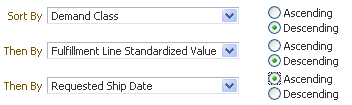 Sort By Demand Class Ascending
Descending
Then By Fulfillment Line Standardized Value Ascending
Descending
Then By Requested Ship Date Ascending
Descending